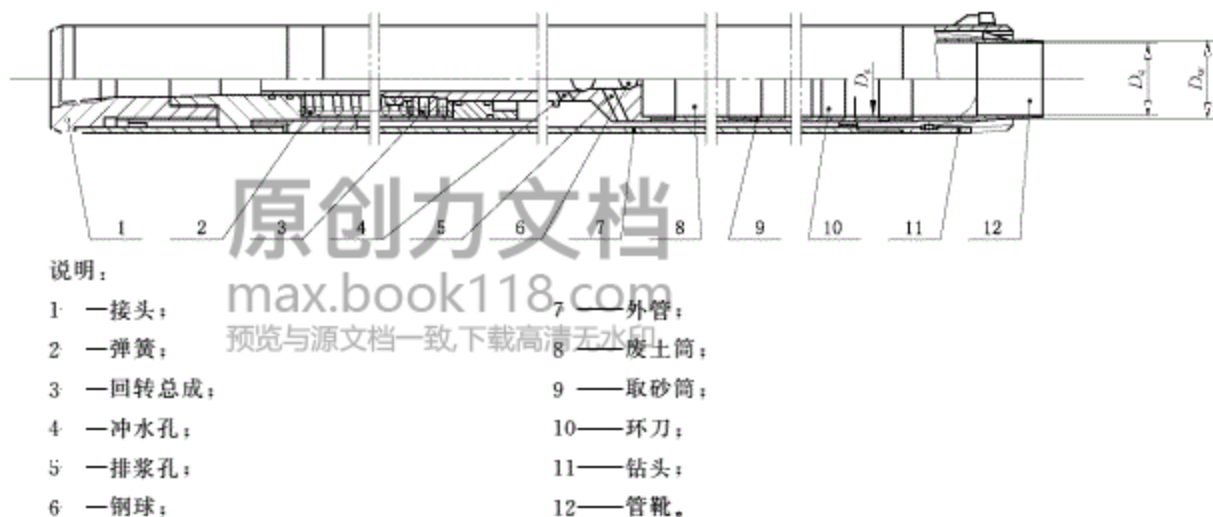 D_s
D_d
D_w
1 2 3 4 5 6 7 8 9 10 11 12
原创力文档
max.book118.com
预览与源文档一致,下载高清无水印
说明：
1 —接头； 7 ——外管；
2 —弹簧； 8 ——废土筒；
3 —回转总成； 9 ——取砂筒；
4 —冲水孔； 10——环刀；
5 —排浆孔； 11——钻头；
6 —钢球； 12——管靴。